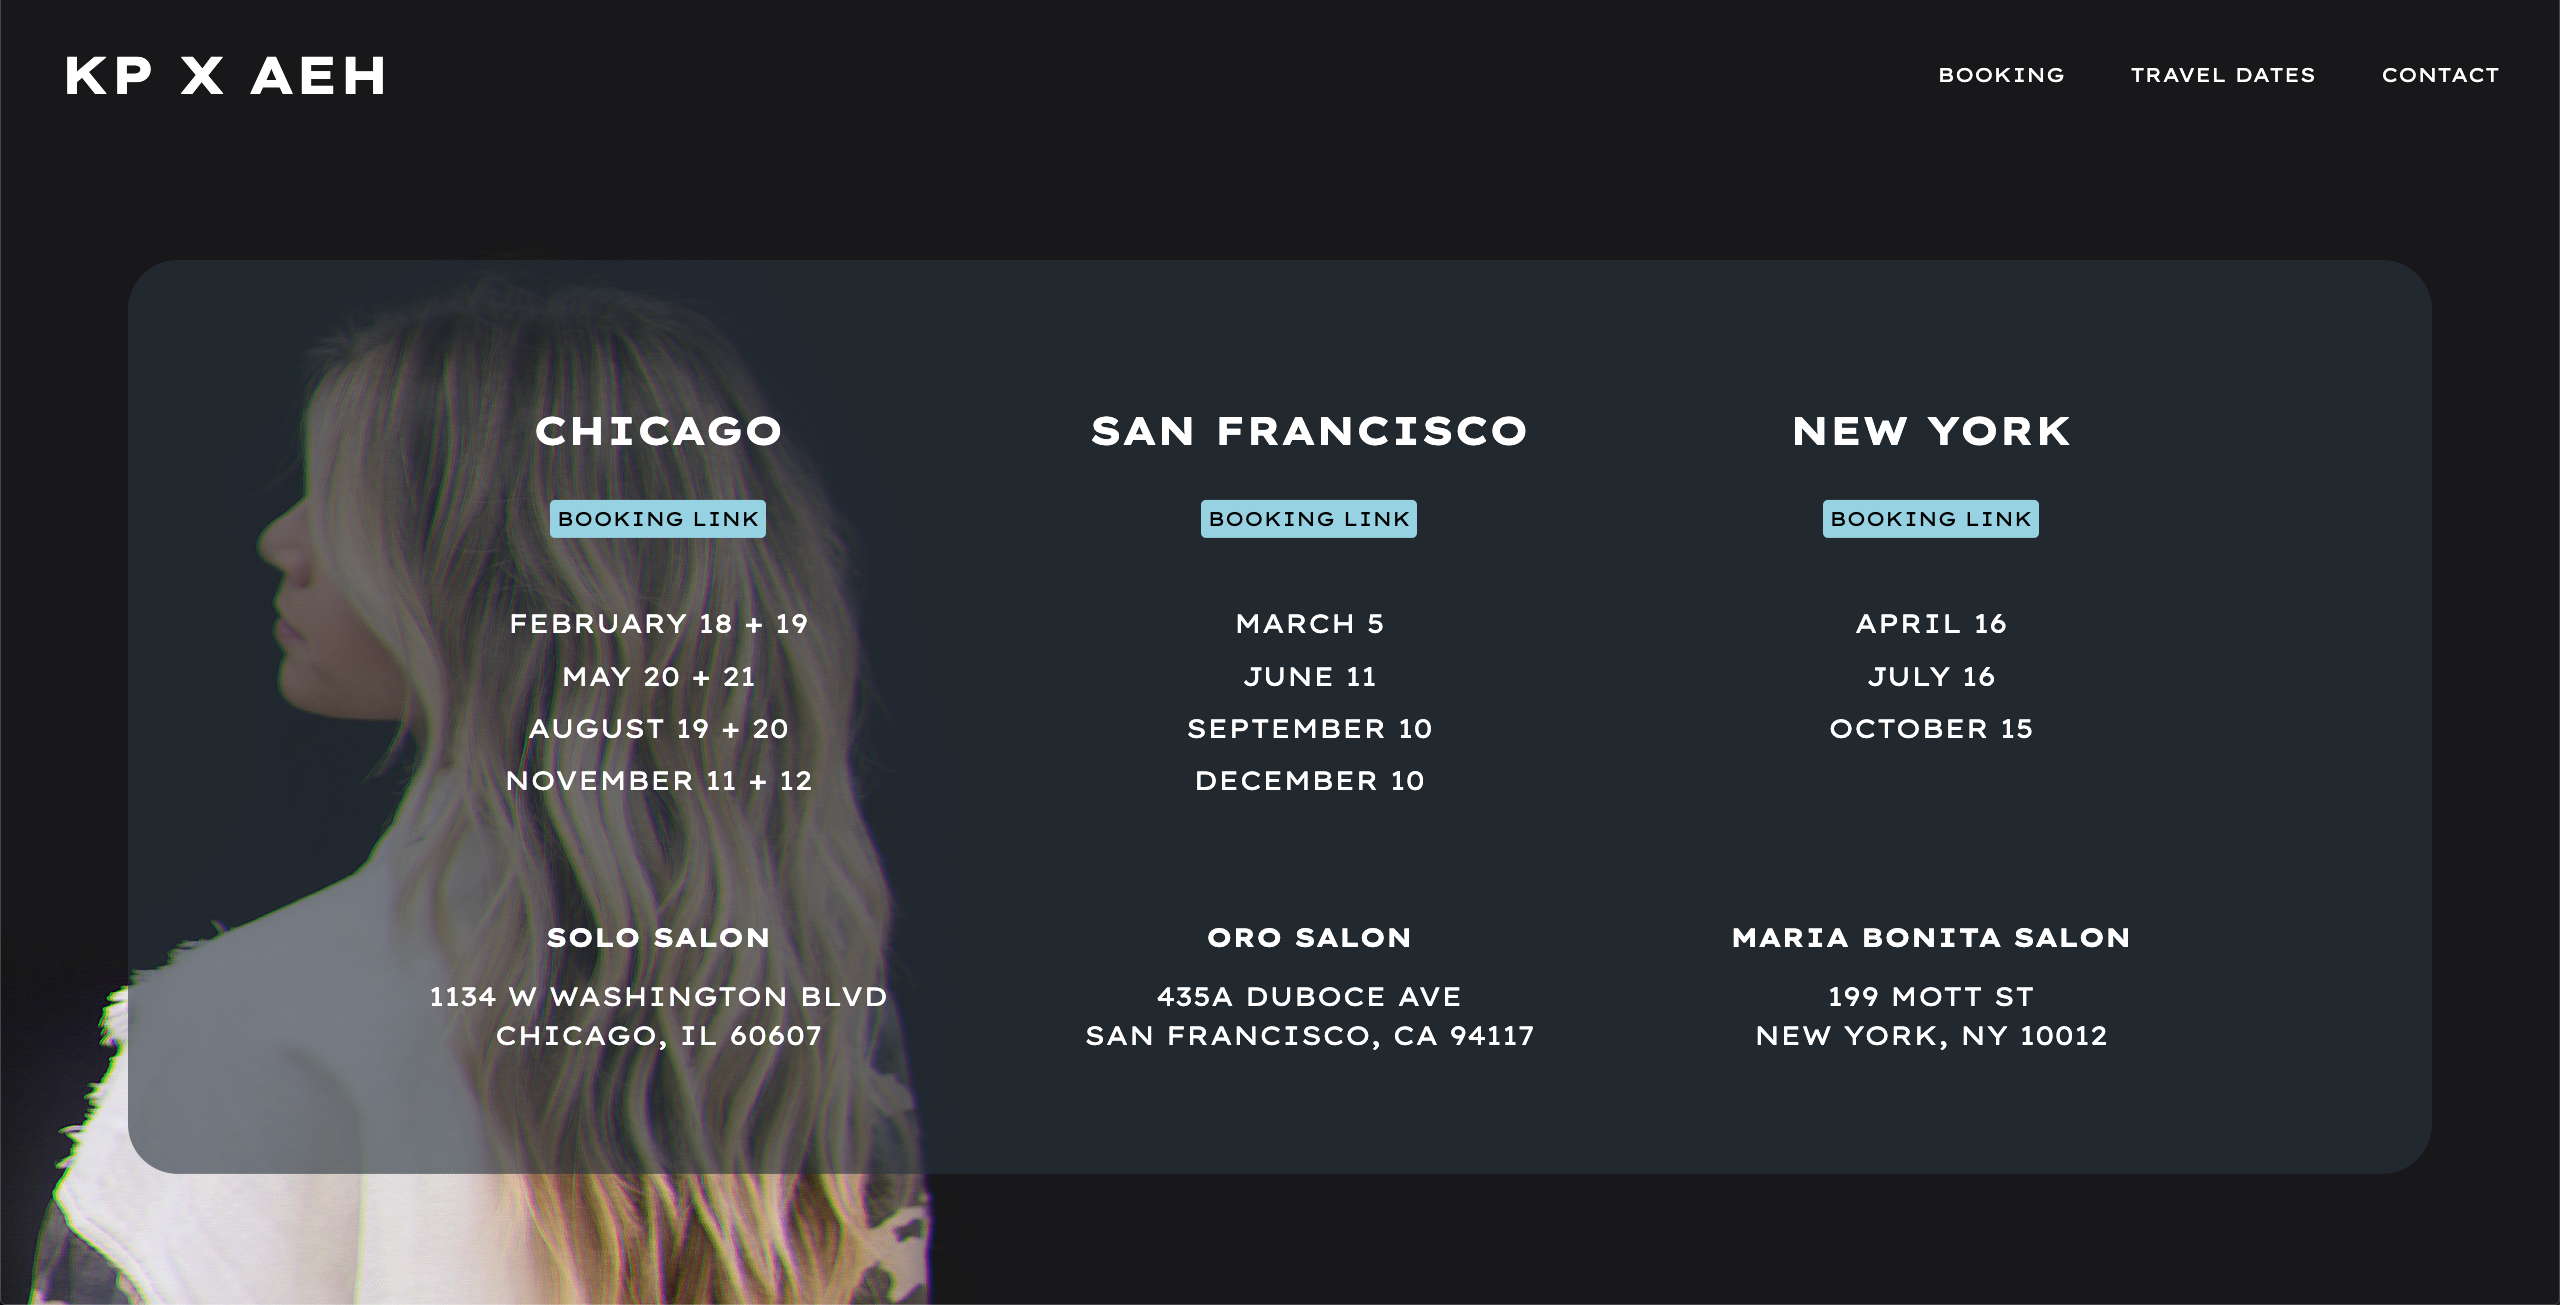 KP X AEH
BOOKING
TRAVEL DATES
CONTACT
CHICAGO
BOOKING LINK
FEBRUARY 18 + 19
MAY 20 + 21
AUGUST 19 + 20
NOVEMBER 11 + 12
SOLO SALON
1134 W WASHINGTON BLVD
CHICAGO, IL 60607
SAN FRANCISCO
BOOKING LINK
MARCH 5
JUNE 11
SEPTEMBER 10
DECEMBER 10
ORO SALON
435A DUBOCE AVE
SAN FRANCISCO, CA 94117
NEW YORK
BOOKING LINK
APRIL 16
JULY 16
OCTOBER 15
MARIA BONITA SALON
199 MOTT ST
NEW YORK, NY 10012